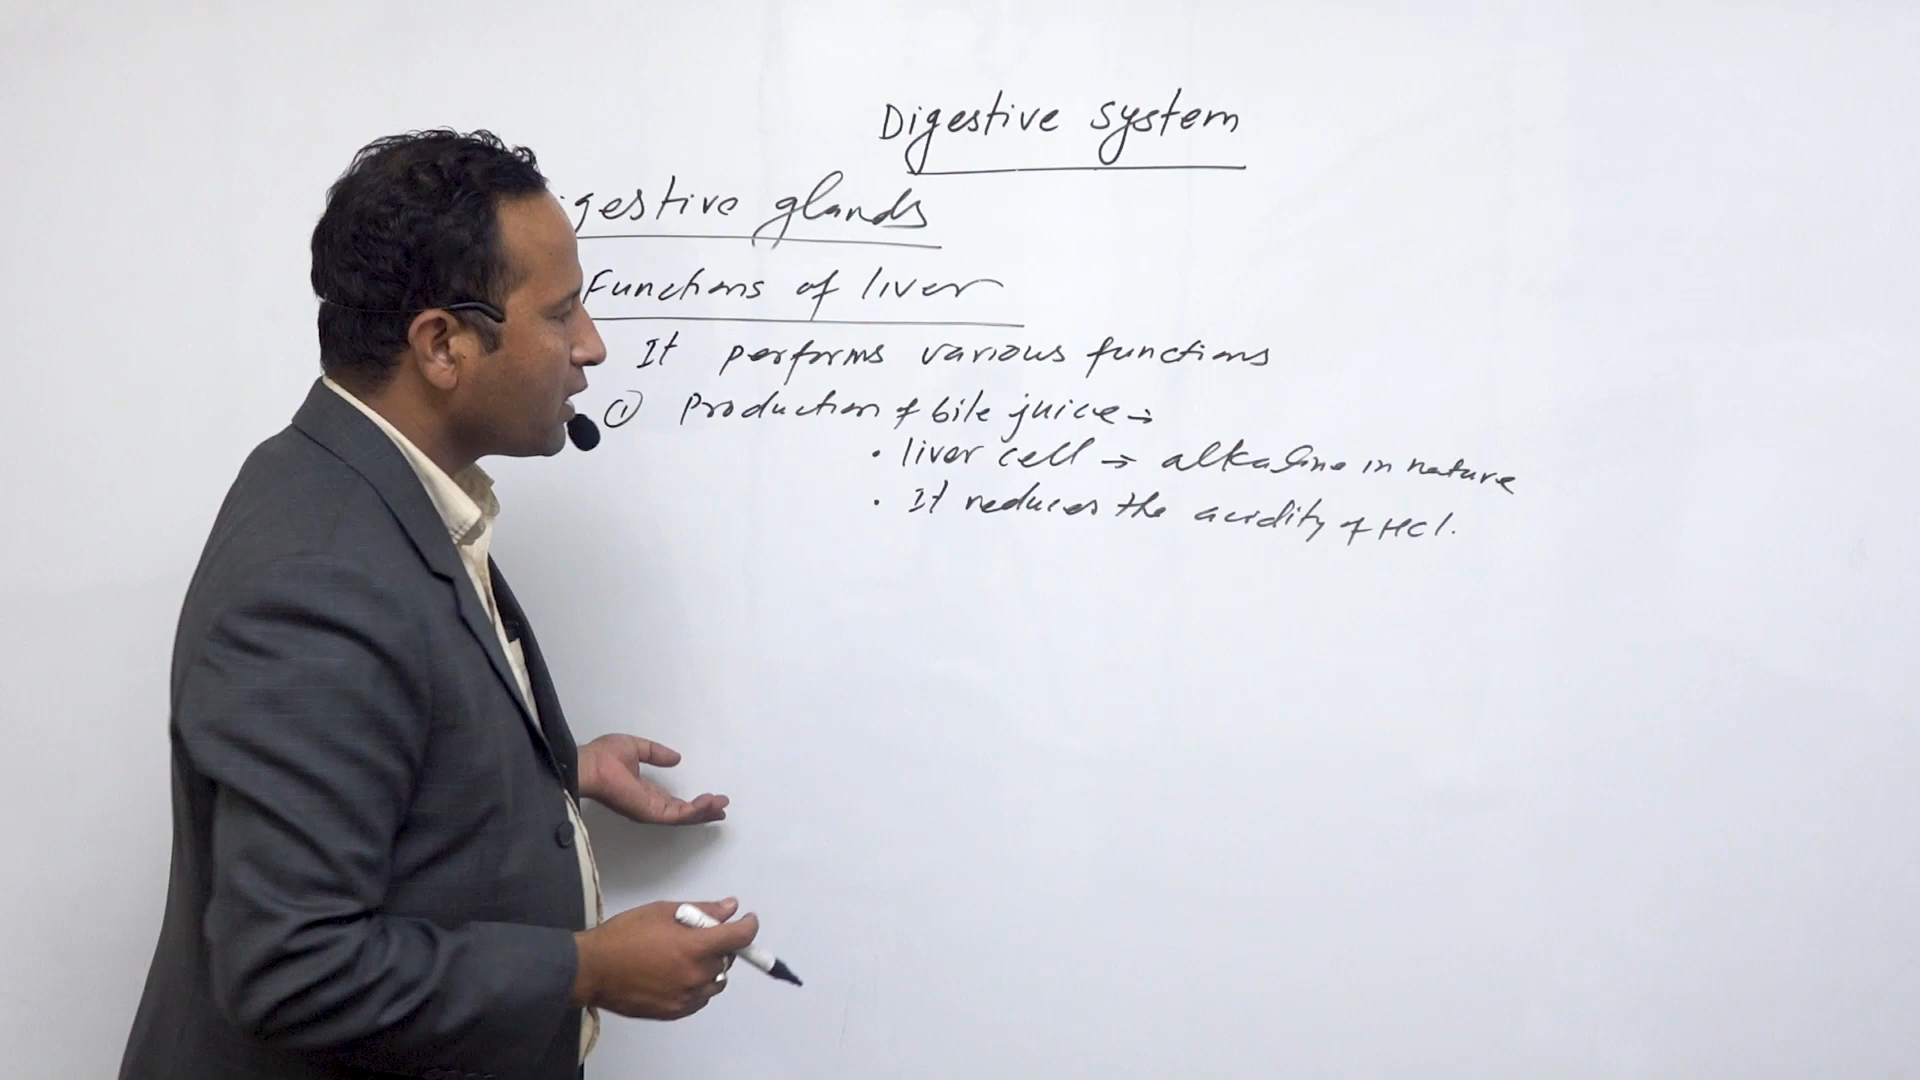 Digestive system
igestive glands
Functions of liver
It performs various functions
① Production of bile juice →
• liver cell → alkaline in nature
• It reduces the acidity of HCl.